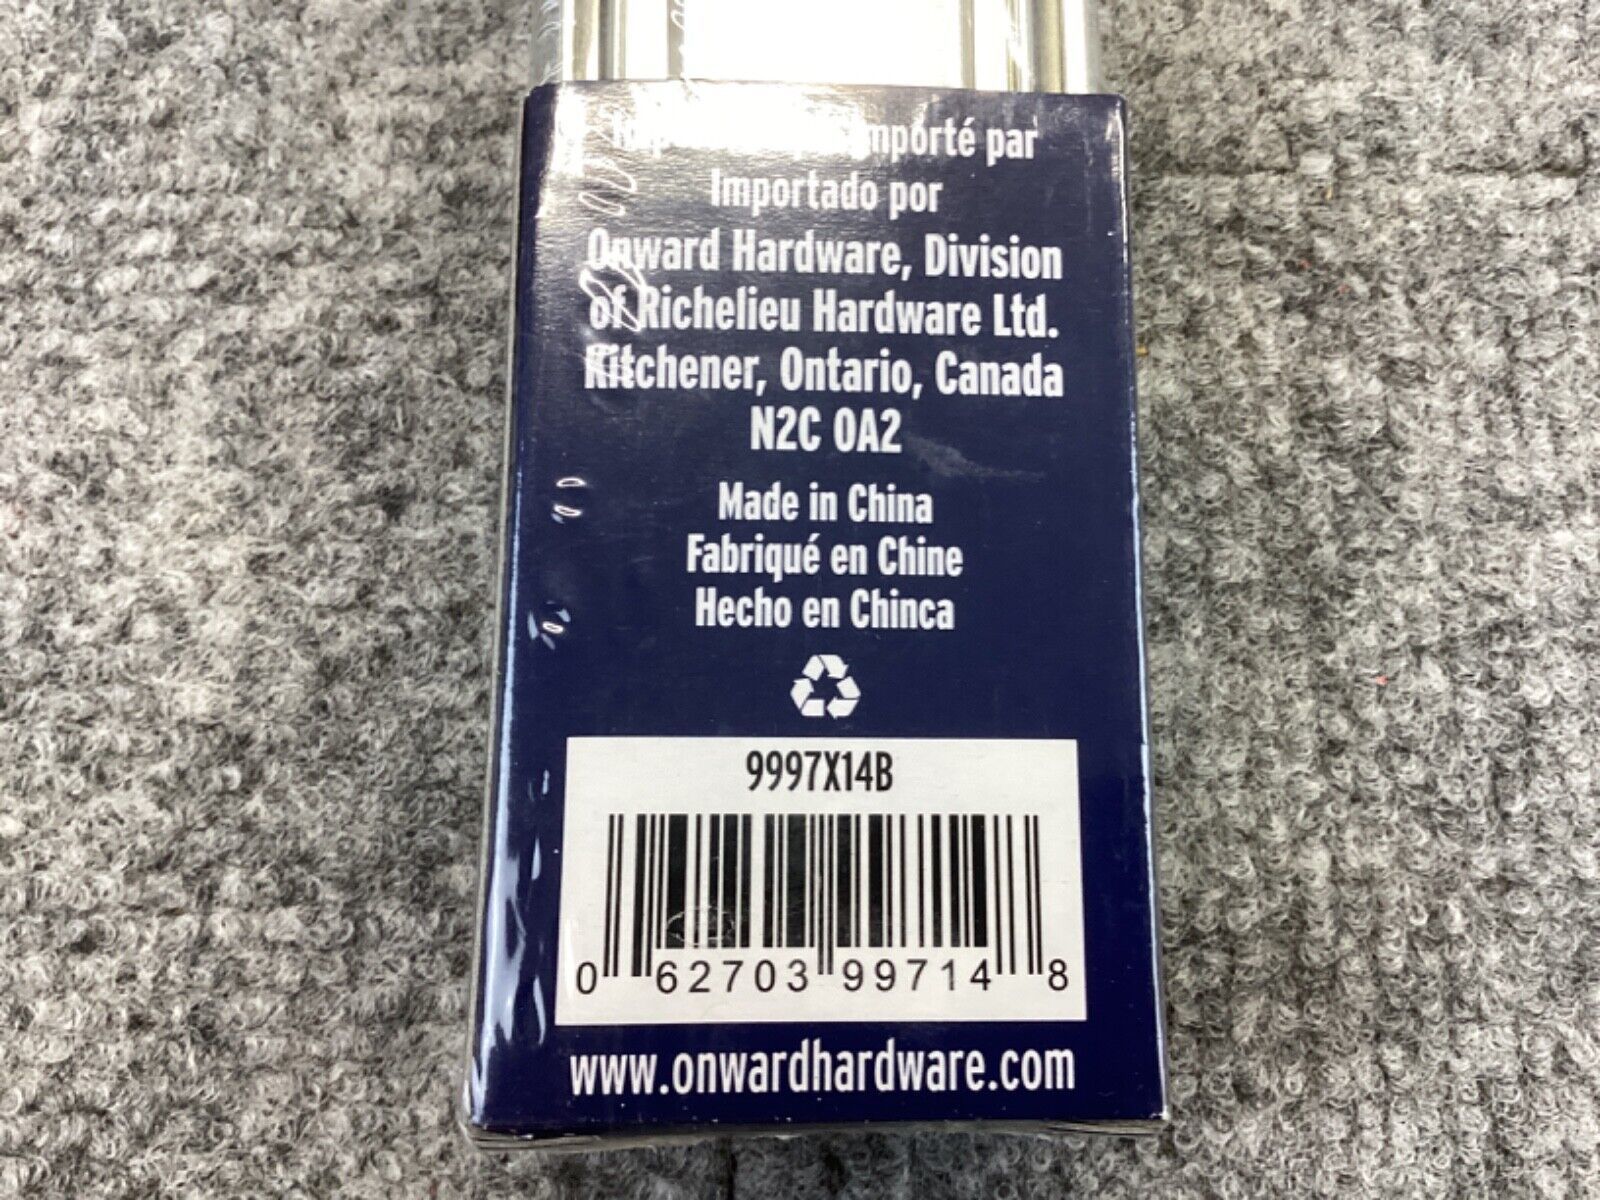 importé par
Importado por
Onward Hardware, Division
of Richelieu Hardware Ltd.
Kitchener, Ontario, Canada
N2C 0A2
Made in China
Fabriqué en Chine
Hecho en Chinca
9997X14B
0 62703 99714 8
www.onwardhardware.com